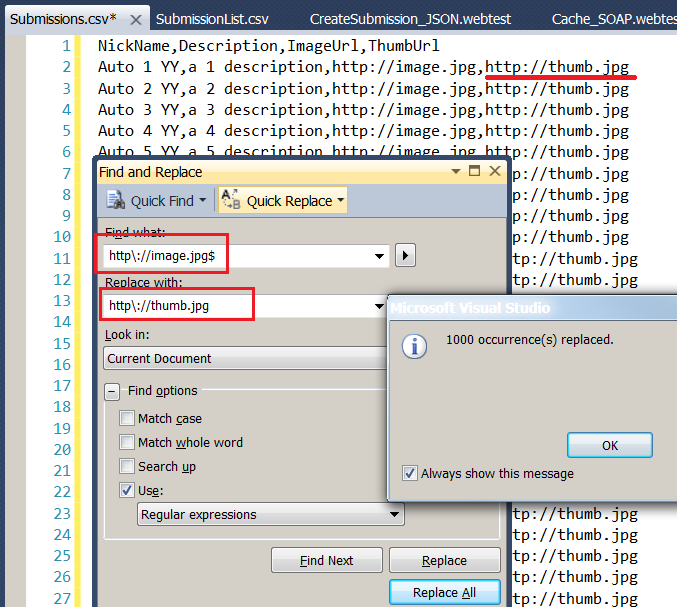 Submissions.csv* SubmissionList.csv CreateSubmission_JSON.webtest Cache_SOAP.webtes
1 NickName,Description,ImageUrl,ThumbUrl
2 Auto 1 YY,a 1 description,http://image.jpg,http://thumb.jpg
3 Auto 2 YY,a 2 description,http://image.jpg,http://thumb.jpg
4 Auto 3 YY,a 3 description,http://image.jpg,http://thumb.jpg
5 Auto 4 YY,a 4 description,http://image.jpg,http://thumb.jpg
6 Auto 5 YY,a 5 description,http://image.jpg,http://thumb.jpg
7 p://thumb.jpg
8 p://thumb.jpg
9 p://thumb.jpg
10 p://thumb.jpg
11 tp://thumb.jpg
12 tp://thumb.jpg
13 tp://thumb.jpg
14
15
16
17
18
19
20
21
22
23 tp://thumb.jpg
24 tp://thumb.jpg
25 tp://thumb.jpg
26 tp://thumb.jpg
27 tp://thumb.jpg
Find and Replace
Quick Find Quick Replace
Find what:
http\://image.jpg$
Replace with:
http\://thumb.jpg
Look in:
Current Document
Find options
Match case
Match whole word
Search up
Use:
Regular expressions
Find Next Replace
Replace All
Microsoft Visual Studio
1000 occurrence(s) replaced.
OK
Always show this message